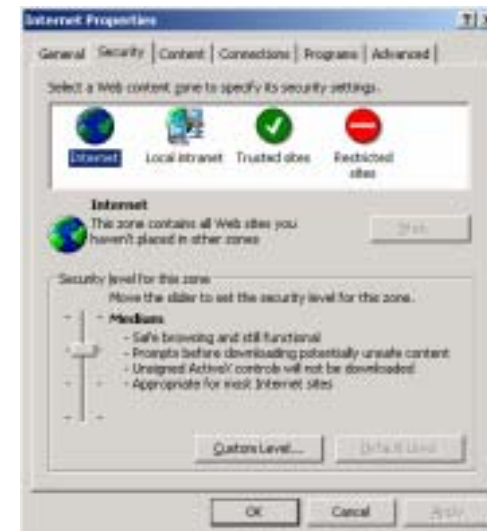 Internet Properties
General Security Content Connections Programs Advanced
Select a Web content zone to specify its security settings.
Internet Local intranet Trusted sites Restricted sites
Internet
This zone contains all Web sites you haven't placed in other zones
Sites...
Security level for this zone
Move the slider to set the security level for this zone.
Medium
- Safe browsing and still functional
- Prompts before downloading potentially unsafe content
- Unsigned ActiveX controls will not be downloaded
- Appropriate for most Internet sites
Custom Level... Default Level
OK Cancel Apply